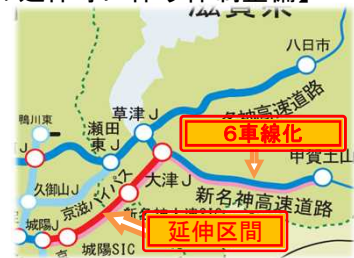 八日市
鴨川東
草津J
瀬田
東J
名神高速道路
6車線化
甲賀土山
久御山J
京滋バイパス
大津J
新名神高速道路
城陽J
延伸区間
城陽SIC